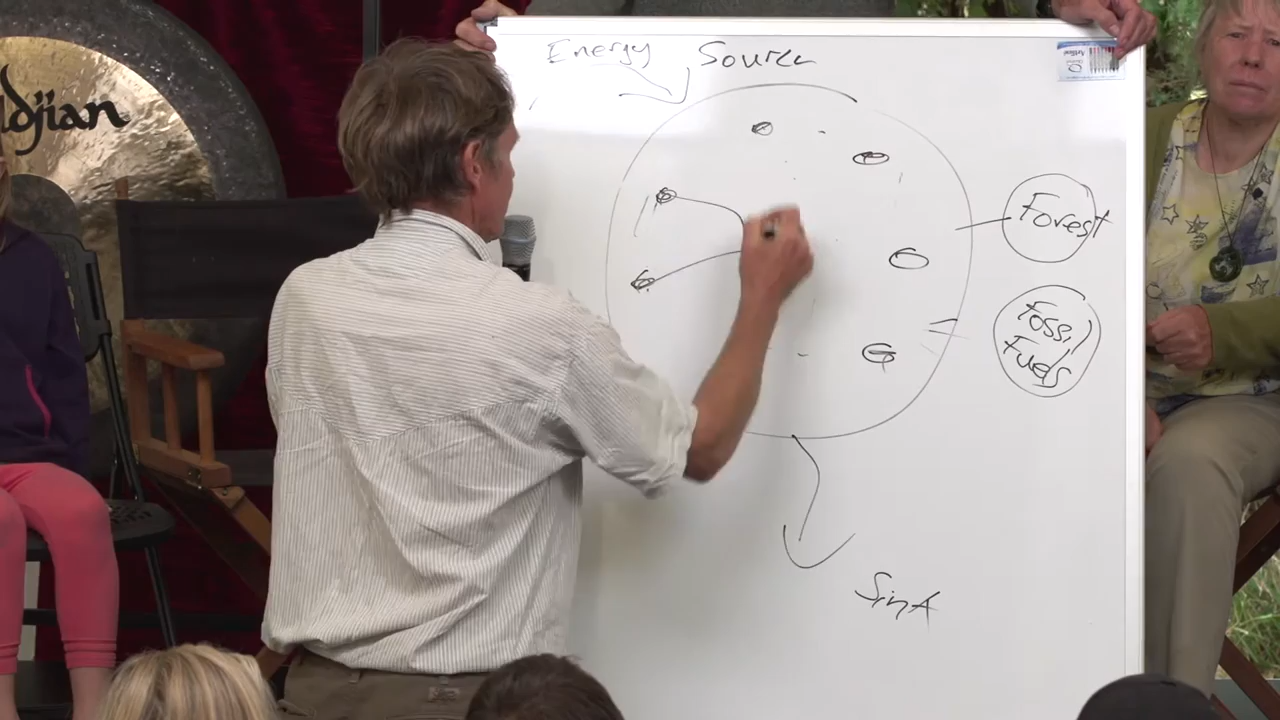 Energy Source
ldjian
Forest
Fossil
Fuels
Sink